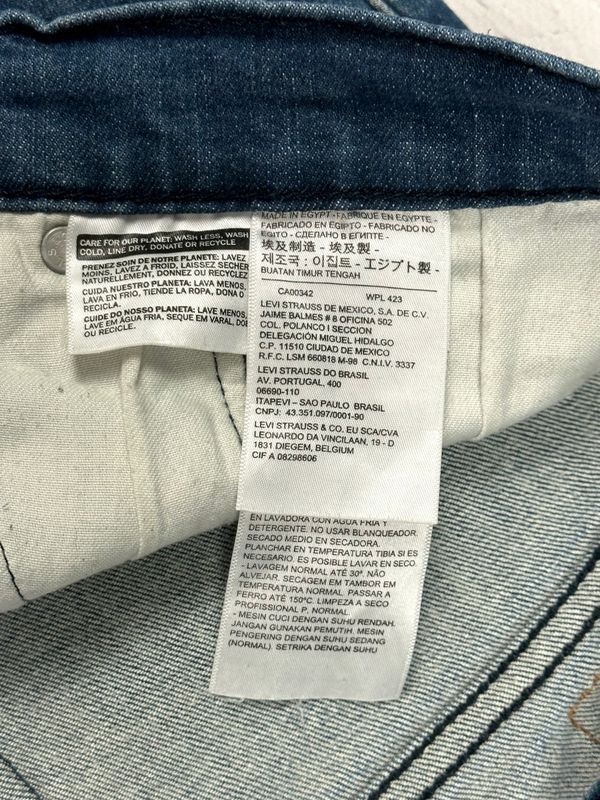 CARE FOR OUR PLANET: WASH LESS, WASH
COLD, LINE DRY, DONATE OR RECYCLE
PRENEZ SOIN DE NOTRE PLANETE: LAVEZ
MOINS, LAVEZ A FROID, LAISSEZ SECHER
NATURELLEMENT, DONNEZ OU RECYCLEZ
CUIDA NUESTRO PLANETA: LAVA MENOS,
LAVA EN FRIO, TIENDE LA ROPA, DONA O
RECICLA.
CUIDE DO NOSSO PLANETA: LAVE MENOS,
LAVE EM ÁGUA FRIA, SEQUE EM VARAL, DOE
OU RECICLE.
MADE IN EGYPT - FABRIQUE EN EGYPTE -
FABRICADO EN EGIPTO - FABRICADO NO
EGITO - СДЕЛАНО В ЕГИПТЕ -
埃及制造 - 埃及製 -
제조국 : 이집트 - エジプト製 -
BUATAN TIMUR TENGAH
CA00342 WPL 423
LEVI STRAUSS DE MEXICO, S.A. DE C.V.
JAIME BALMES # 8 OFICINA 502
COL. POLANCO I SECCION
DELEGACIÓN MIGUEL HIDALGO
C.P. 11510 CIUDAD DE MEXICO
R.F.C. LSM 660818 M-98 C.N.I.V. 3337
LEVI STRAUSS DO BRASIL
AV. PORTUGAL, 400
06690-110
ITAPEVI – SAO PAULO BRASIL
CNPJ: 43.351.097/0001-90
LEVI STRAUSS & CO. EU SCA/CVA
LEONARDO DA VINCILAAN, 19 - D
1831 DIEGEM, BELGIUM
CIF A 08298606
EN LAVADORA CON AGUA FRIA Y
DETERGENTE. NO USAR BLANQUEADOR.
SECADO MEDIO EN SECADORA.
PLANCHAR EN TEMPERATURA TIBIA SI ES
NECESARIO. ES POSIBLE LAVAR EN SECO.
- LAVAGEM NORMAL ATÉ 30º. NÃO
ALVEJAR. SECAGEM EM TAMBOR EM
TEMPERATURA NORMAL. PASSAR A
FERRO ATÉ 150ºC. LIMPEZA A SECO
PROFISSIONAL P, NORMAL.
- MESIN CUCI DENGAN SUHU RENDAH.
JANGAN GUNAKAN PEMUTIH. MESIN
PENGERING DENGAN SUHU SEDANG
(NORMAL). SETRIKA DENGAN SUHU